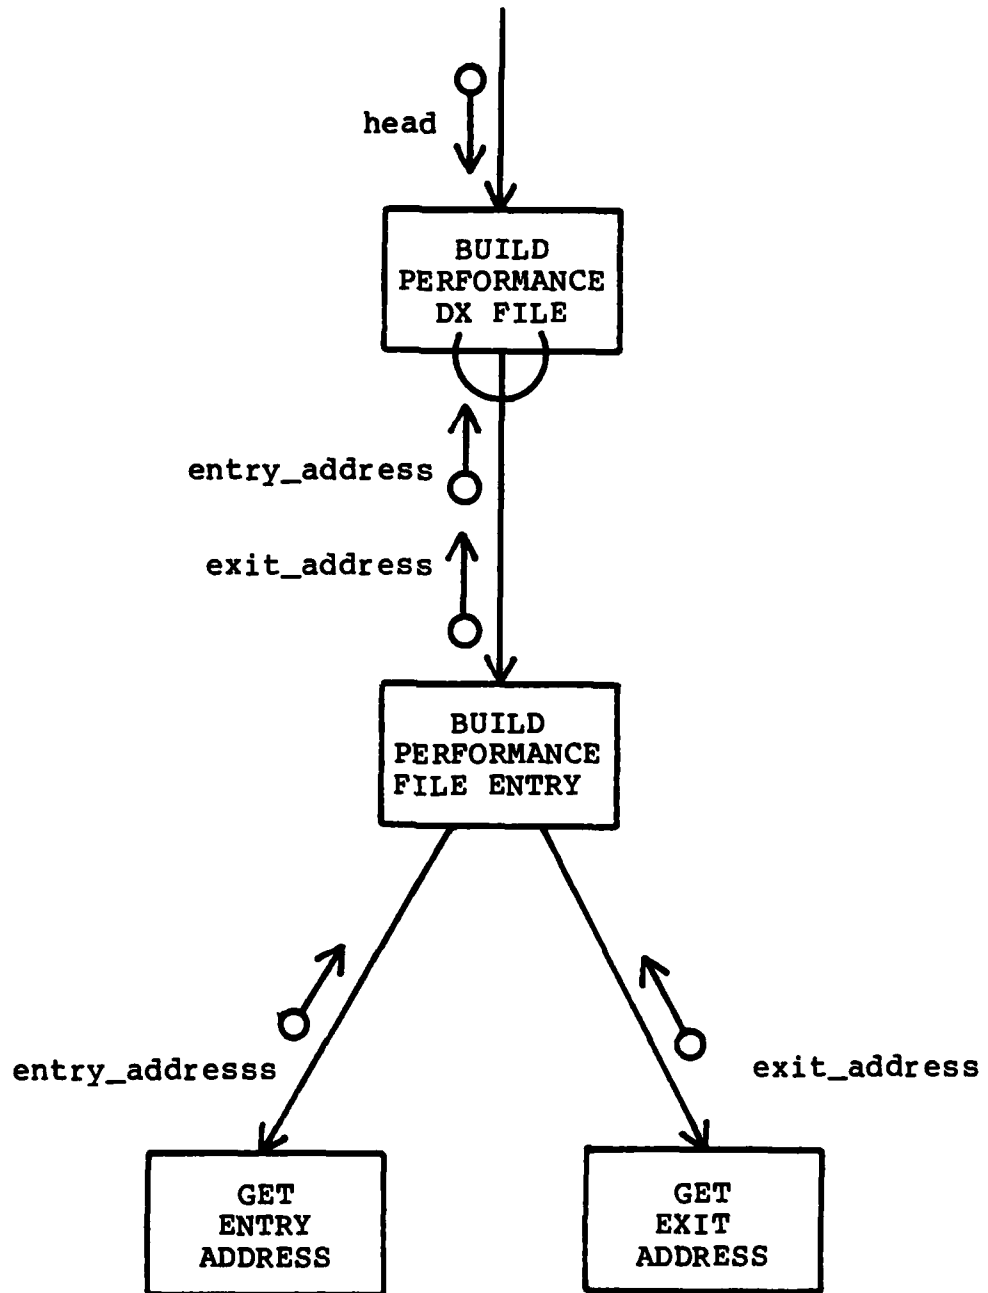 head
BUILD
PERFORMANCE
DX FILE
entry_address
exit_address
BUILD
PERFORMANCE
FILE ENTRY
entry_addresss
exit_address
GET
ENTRY
ADDRESS
GET
EXIT
ADDRESS